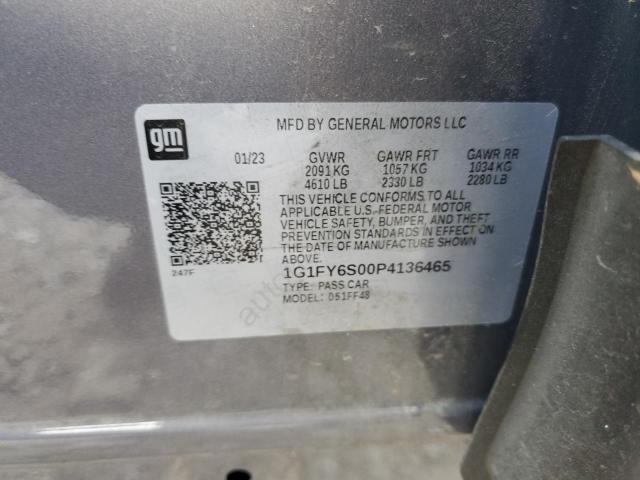 gm
MFD BY GENERAL MOTORS LLC
01/23 GVWR GAWR FRT GAWR RR
2091 KG 1057 KG 1034 KG
4610 LB 2330 LB 2280 LB
THIS VEHICLE CONFORMS TO ALL
APPLICABLE U.S. FEDERAL MOTOR
VEHICLE SAFETY, BUMPER, AND THEFT
PREVENTION STANDARDS IN EFFECT ON
THE DATE OF MANUFACTURE SHOWN
ABOVE.
247F
1G1FY6S00P4136465
TYPE: PASS CAR
MODEL: 051FF48